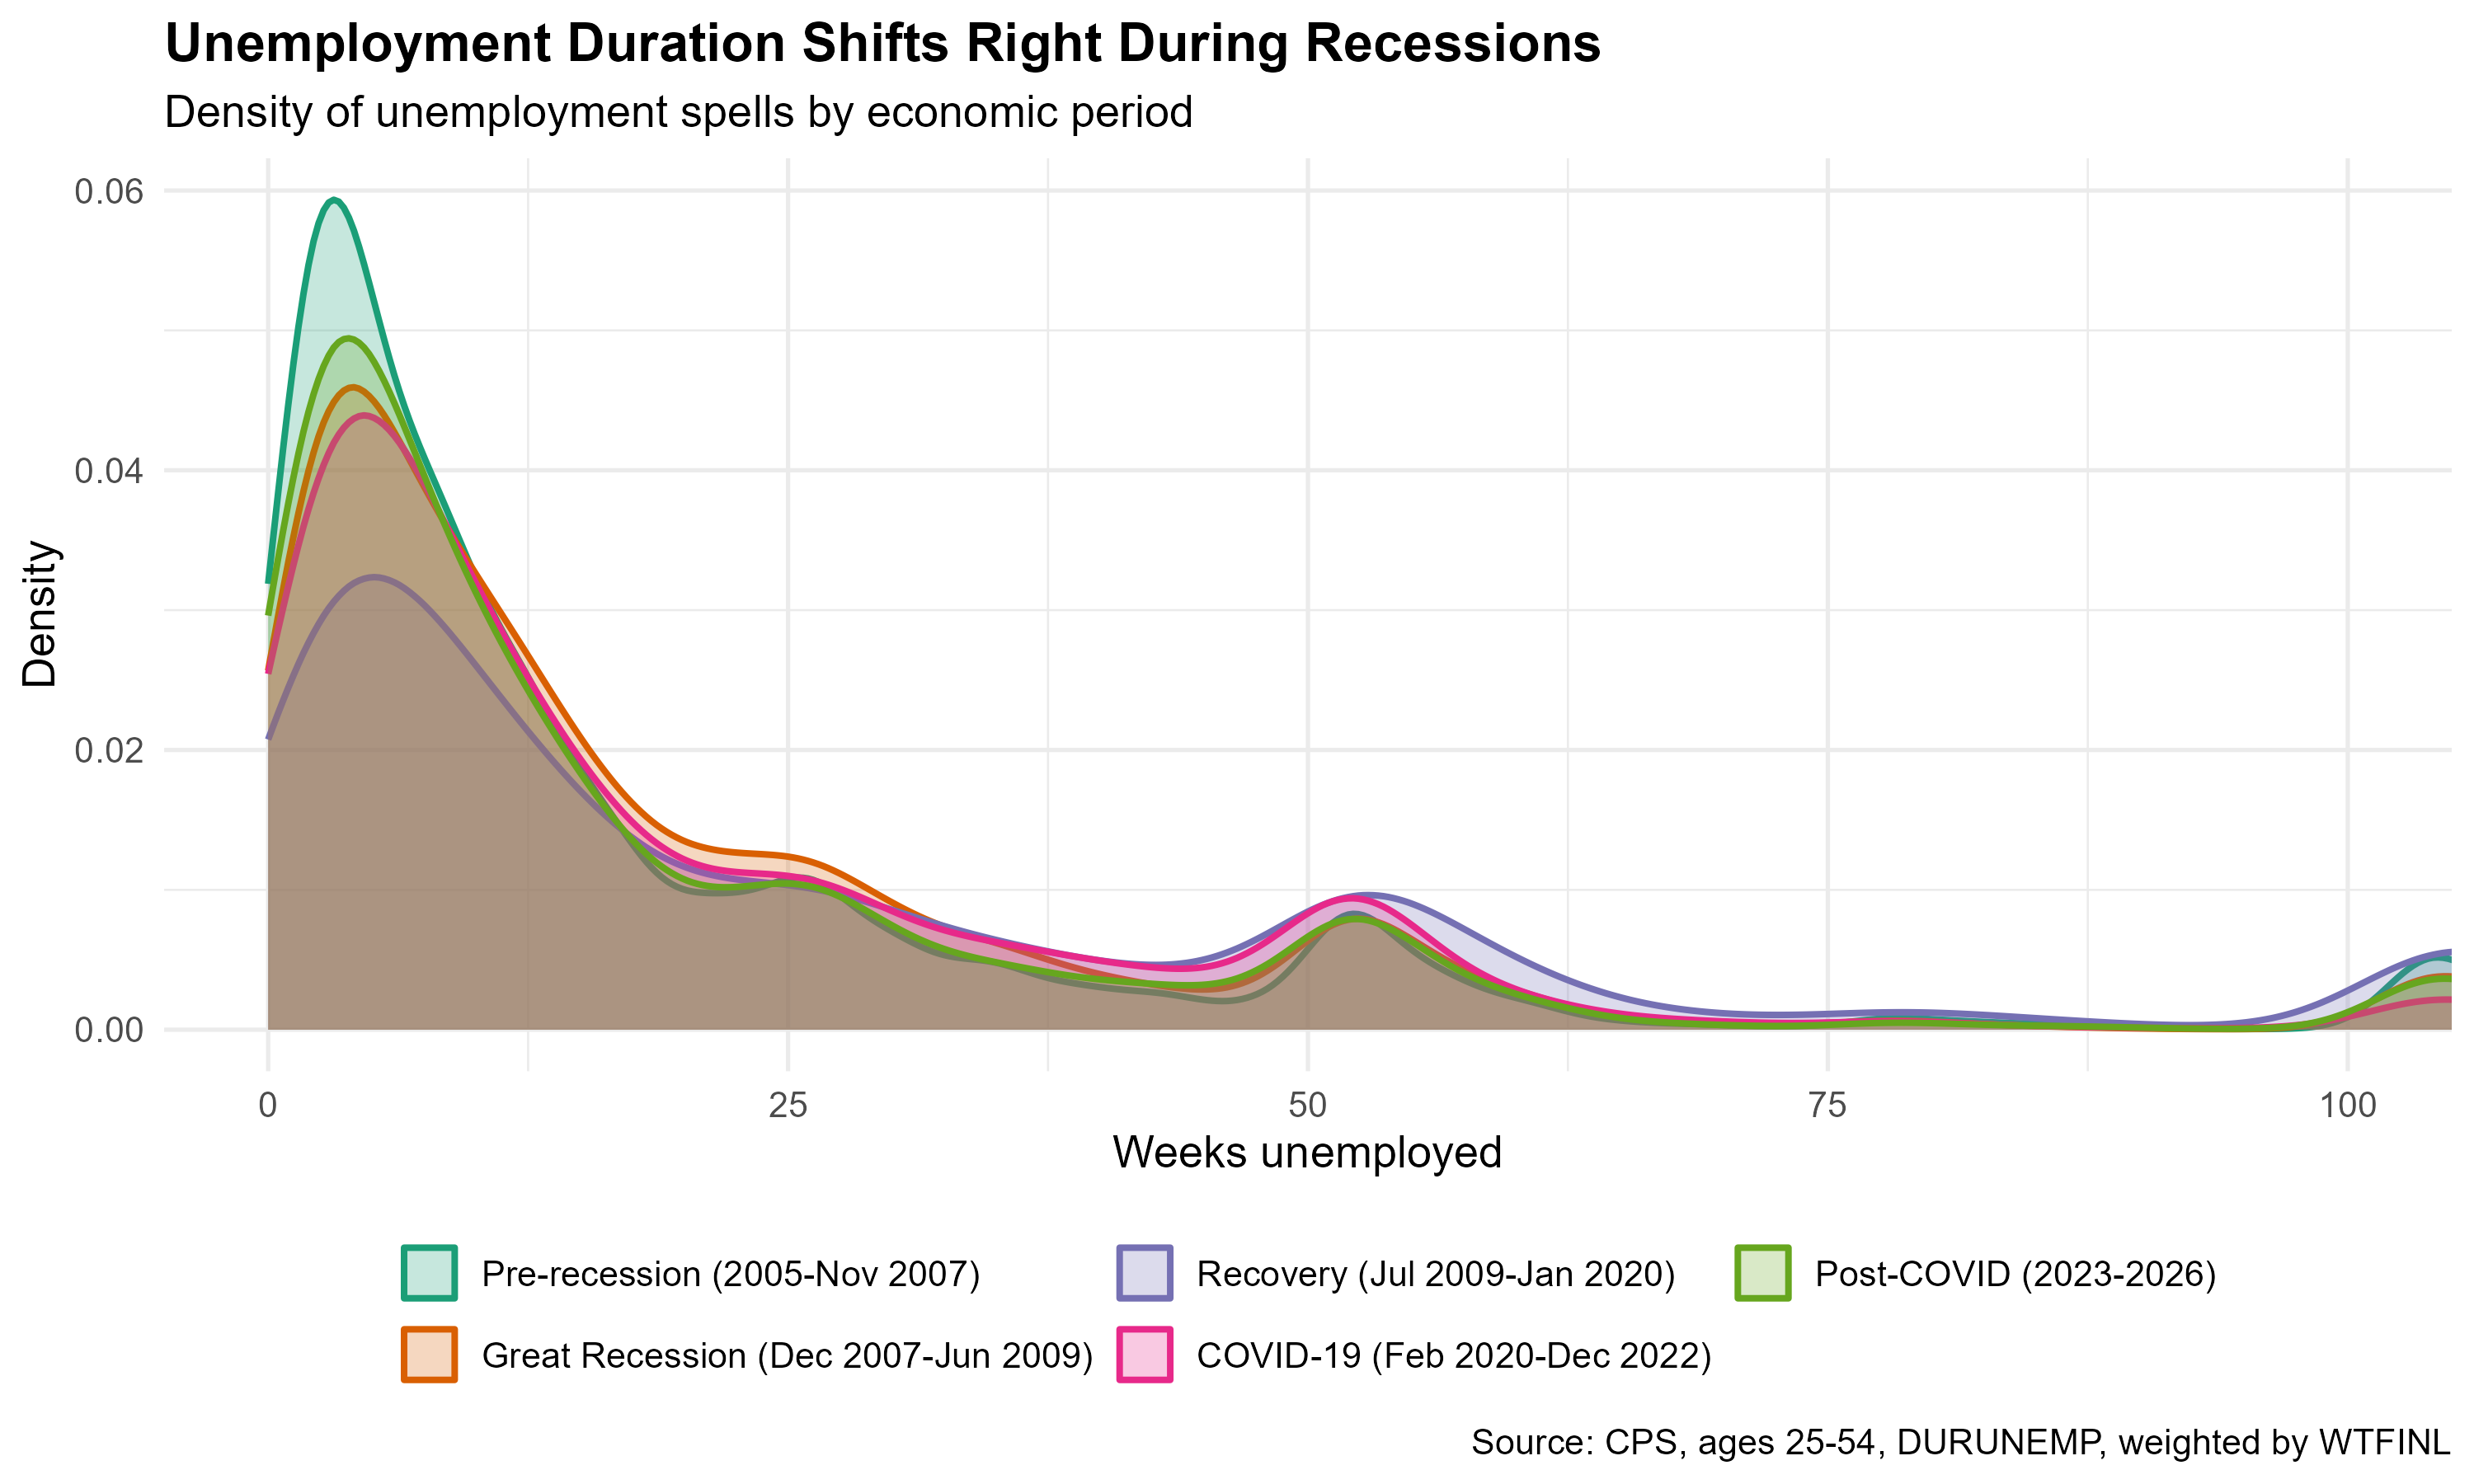 Unemployment Duration Shifts Right During Recessions
Density of unemployment spells by economic period
0.06
0.04
0.02
0.00
Density
0 25 50 75 100
Weeks unemployed
Pre-recession (2005-Nov 2007) Recovery (Jul 2009-Jan 2020) Post-COVID (2023-2026)
Great Recession (Dec 2007-Jun 2009) COVID-19 (Feb 2020-Dec 2022)
Source: CPS, ages 25-54, DURUNEMP, weighted by WTFINL